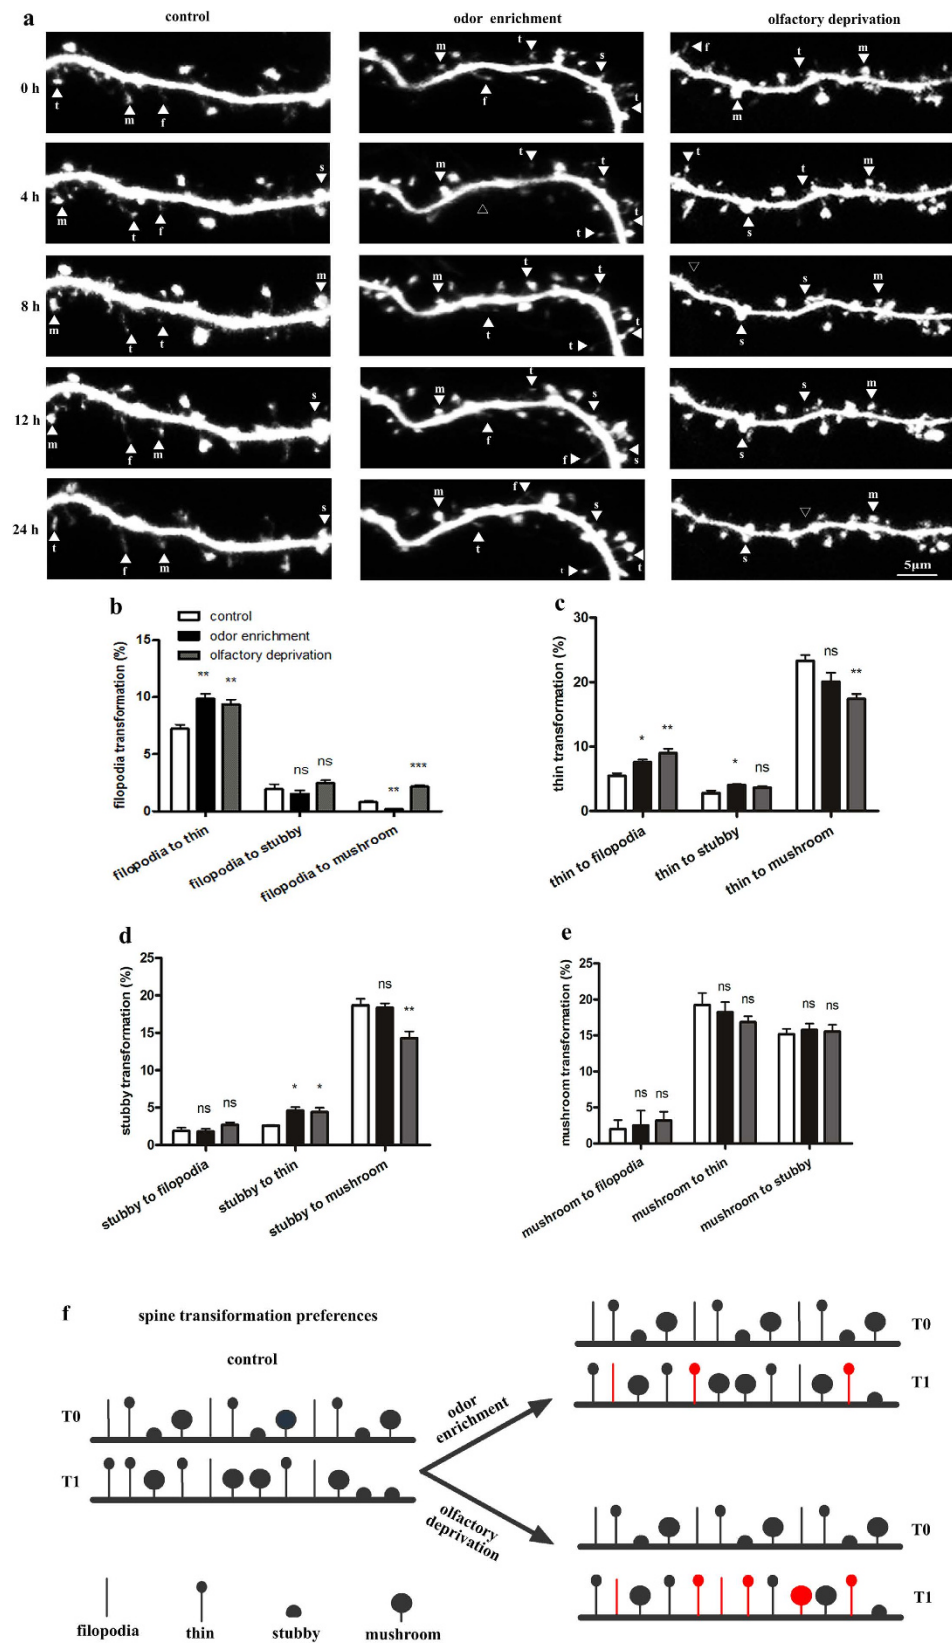 a
control
odor enrichment
olfactory deprivation
0 h
t
m
f
m
t
s
f
t
f
t
m
m
4 h
s
m
t
f
m
t
t
t
t
t
t
m
s
8 h
m
m
t
t
m
t
t
t
t
t
s
m
s
12 h
s
m
f
m
m
t
s
f
f
s
s
m
s
24 h
s
t
f
m
m
f
s
t
t
t
m
s
5μm
b
control
odor enrichment
olfactory deprivation
filopodia transformation (%)
15
10
5
0
** **
ns ns
** ***
filopodia to thin
filopodia to stubby
filopodia to mushroom
c
thin transformation (%)
30
20
10
0
* **
* ns
ns **
thin to filopodia
thin to stubby
thin to mushroom
d
stubby transformation (%)
25
20
15
10
5
0
ns ns
* *
ns **
stubby to filopodia
stubby to thin
stubby to mushroom
e
mushroom transformation (%)
25
20
15
10
5
0
ns ns
ns ns
ns ns
mushroom to filopodia
mushroom to thin
mushroom to stubby
f
spine transformation preferences
control
T0
T1
odor
enrichment
T0
T1
olfactory
deprivation
T0
T1
filopodia
thin
stubby
mushroom